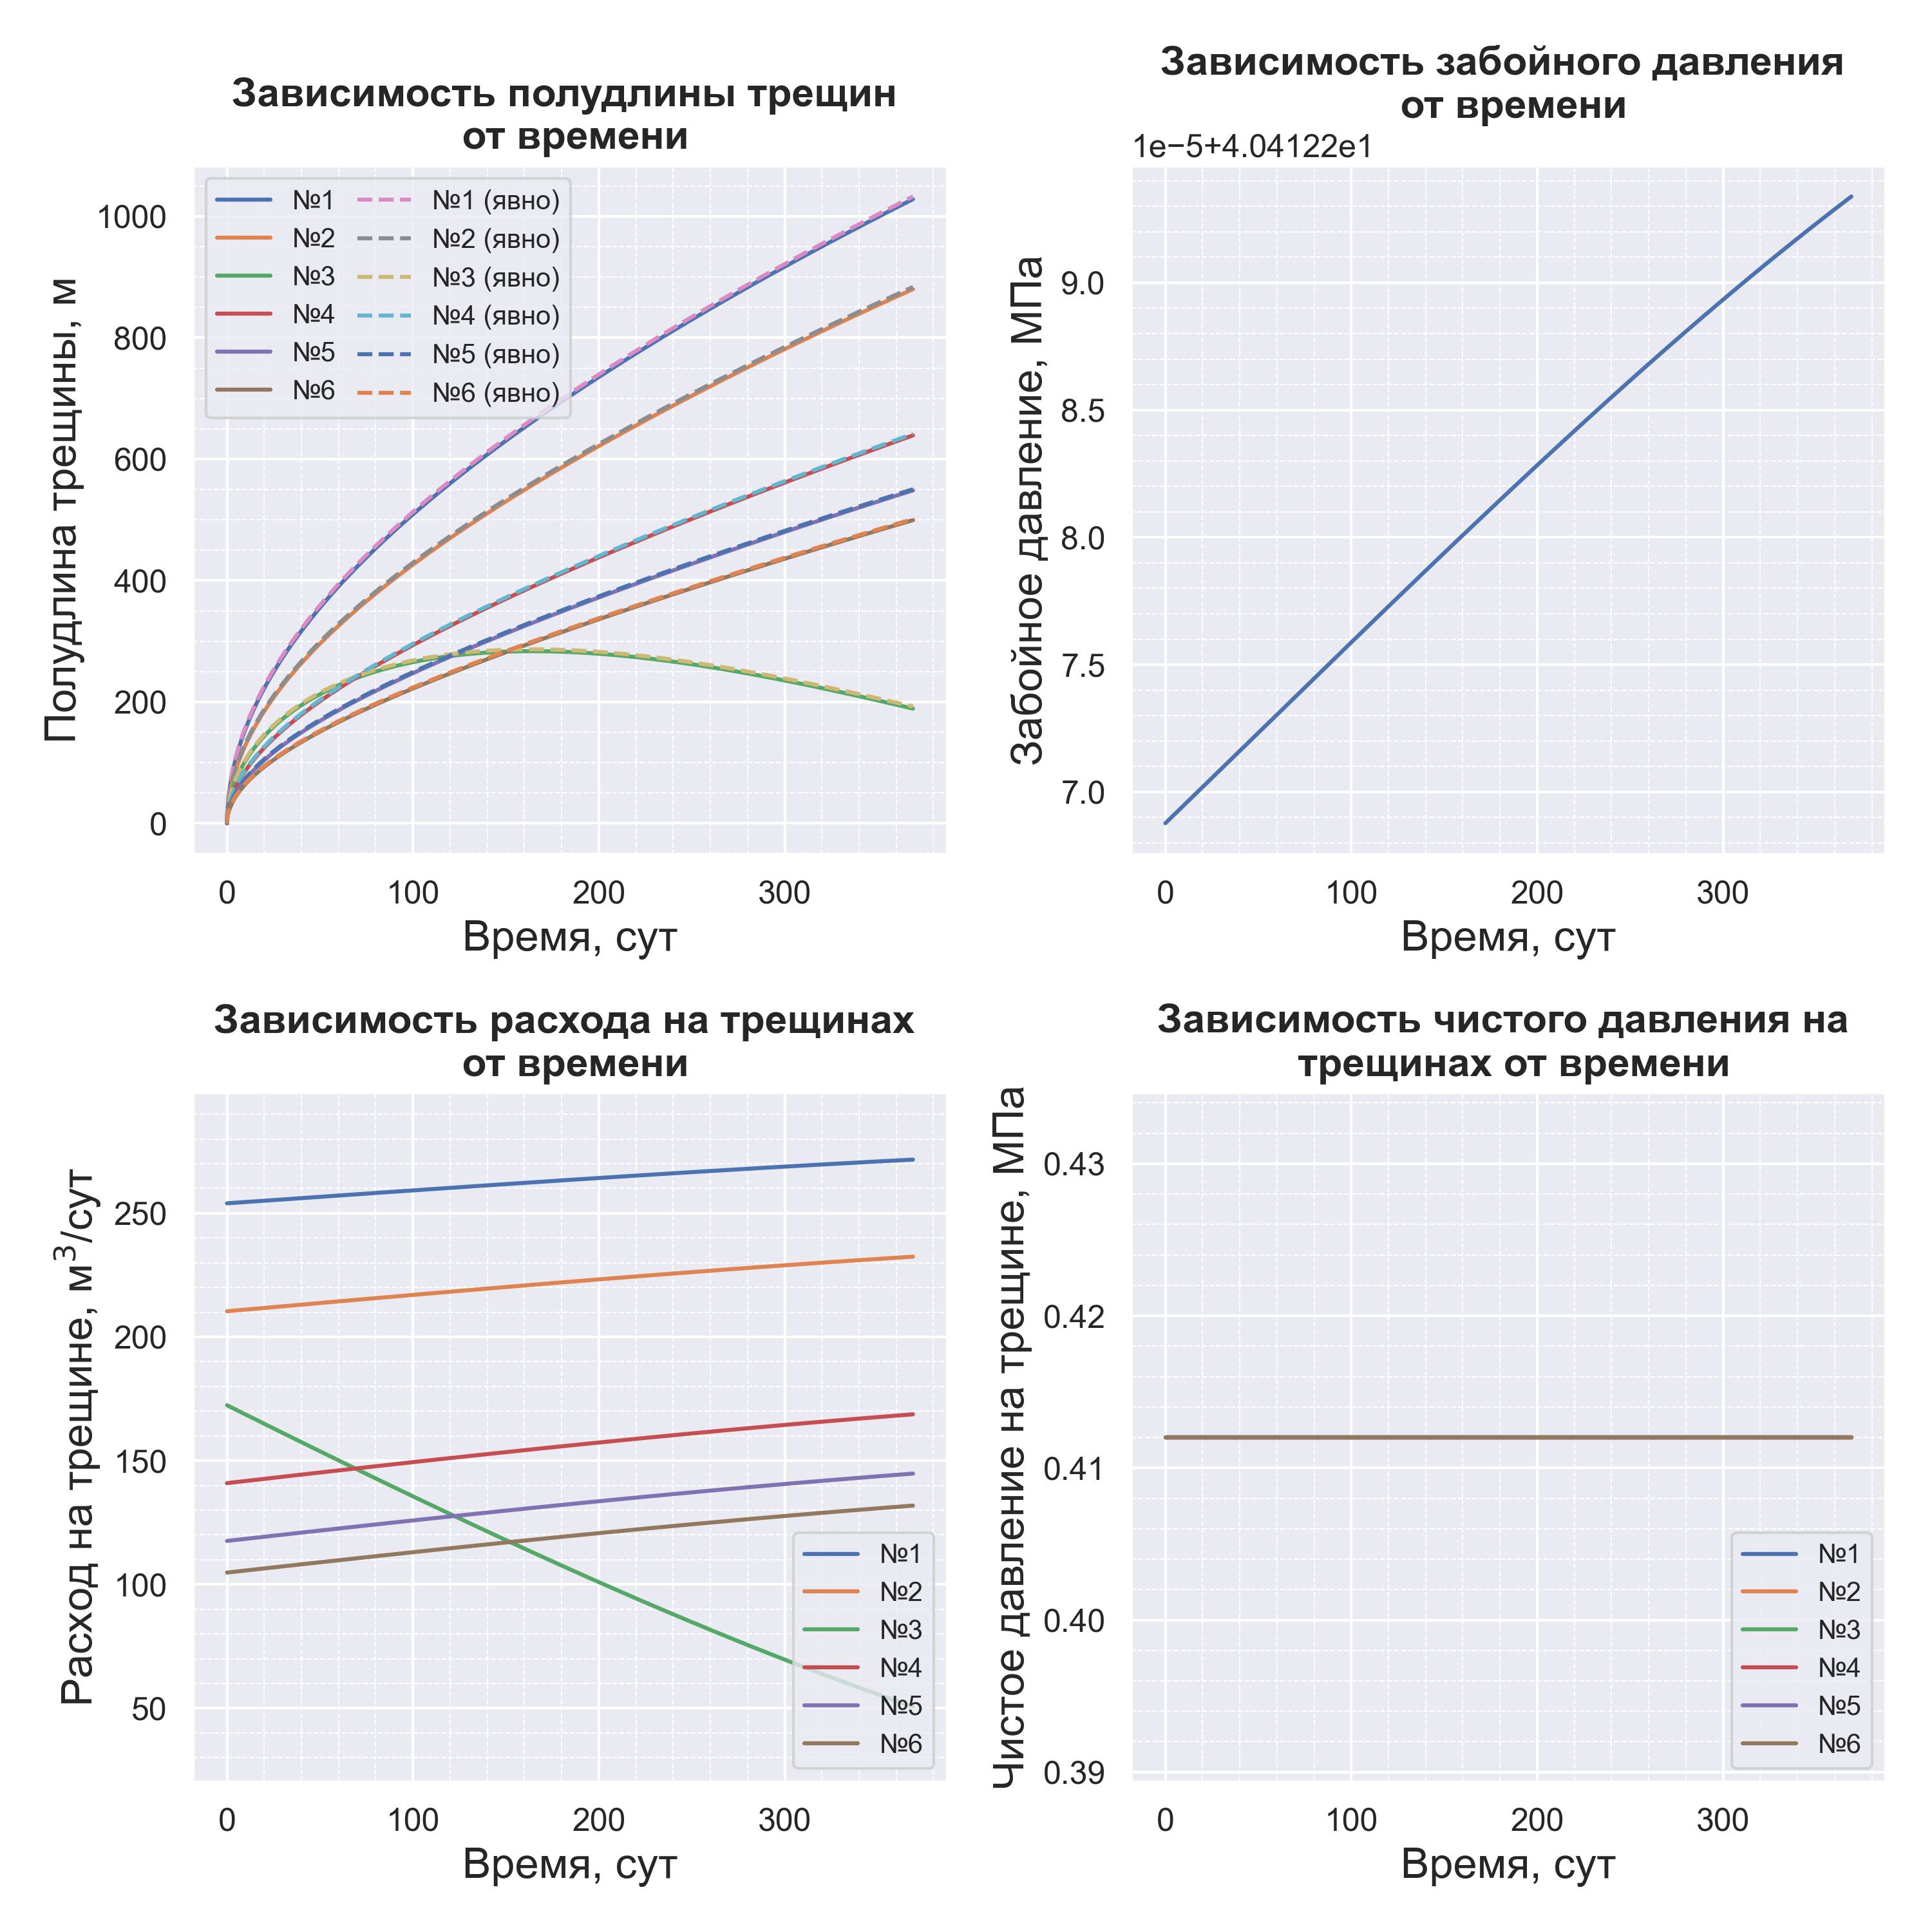 Зависимость полудлины трещин
от времени
Полудлина трещины, м
1000
800
600
400
200
0
№1
№2
№3
№4
№5
№6
№1 (явно)
№2 (явно)
№3 (явно)
№4 (явно)
№5 (явно)
№6 (явно)
0 100 200 300
Время, сут
Зависимость забойного давления
от времени
1e−5+4.04122e1
Забойное давление, МПа
9.0
8.5
8.0
7.5
7.0
0 100 200 300
Время, сут
Зависимость расхода на трещинах
от времени
Расход на трещине, м³/сут
250
200
150
100
50
№1
№2
№3
№4
№5
№6
0 100 200 300
Время, сут
Зависимость чистого давления на
трещинах от времени
Чистое давление на трещине, МПа
0.43
0.42
0.41
0.40
0.39
№1
№2
№3
№4
№5
№6
0 100 200 300
Время, сут